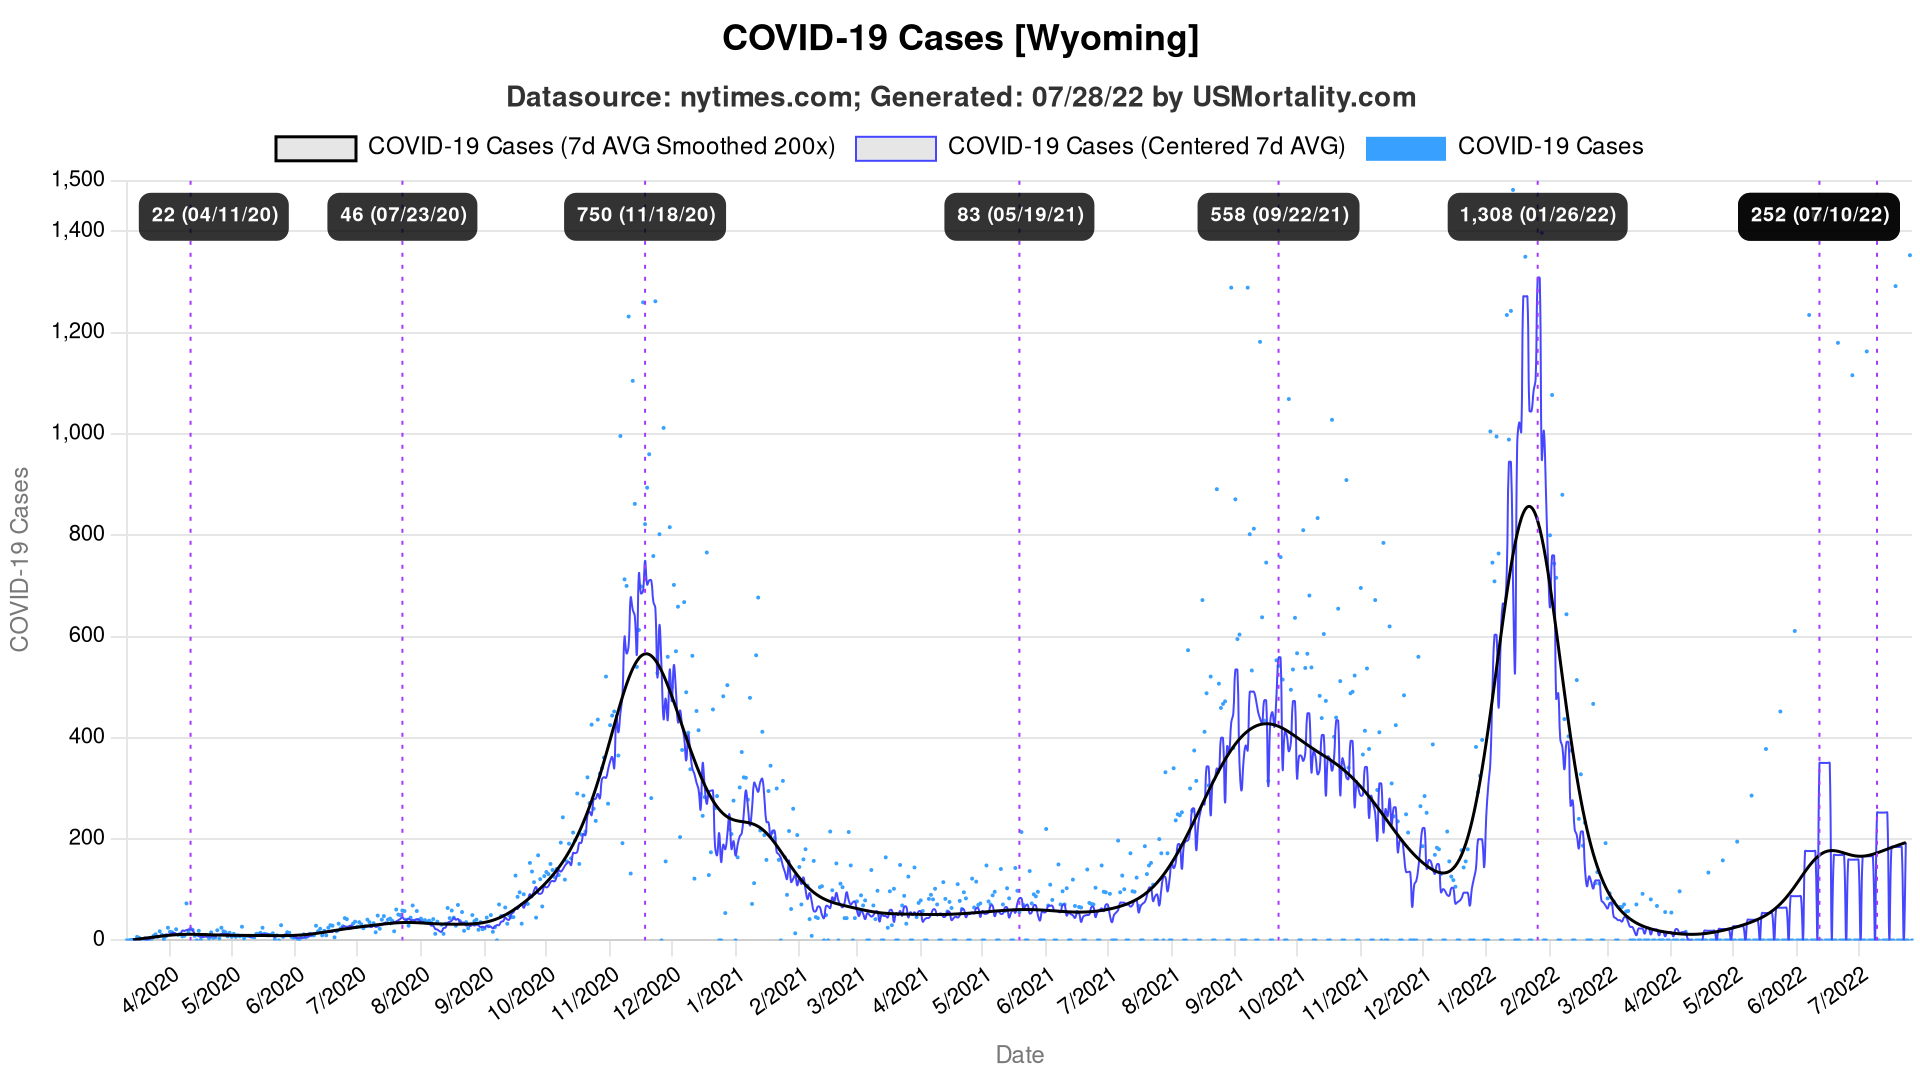 COVID-19 Cases [Wyoming]
Datasource: nytimes.com; Generated: 07/28/22 by USMortality.com
COVID-19 Cases (7d AVG Smoothed 200x) COVID-19 Cases (Centered 7d AVG) COVID-19 Cases
1,500
22 (04/11/20) 46 (07/23/20) 750 (11/18/20) 83 (05/19/21) 558 (09/22/21) 1,308 (01/26/22) 252 (07/10/22)
1,400
1,200
1,000
800
600
400
200
0
COVID-19 Cases
4/2020 5/2020 6/2020 7/2020 8/2020 9/2020 10/2020 11/2020 12/2020 1/2021 2/2021 3/2021 4/2021 5/2021 6/2021 7/2021 8/2021 9/2021 10/2021 11/2021 12/2021 1/2022 2/2022 3/2022 4/2022 5/2022 6/2022 7/2022
Date